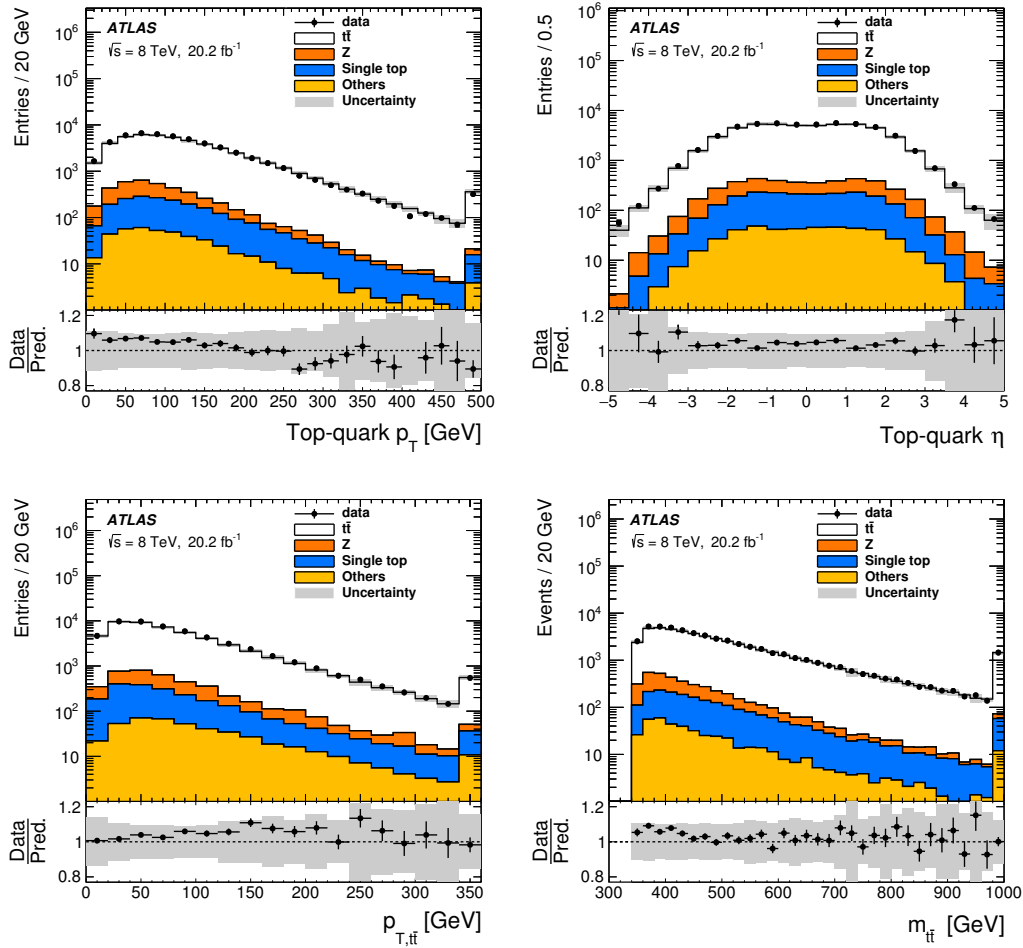 Entries / 20 GeV
10⁶
10⁵
10⁴
10³
10²
10
ATLAS
√s = 8 TeV, 20.2 fb⁻¹
data
tt̄
Z
Single top
Others
Uncertainty
Data
Pred.
1.2
1
0.8
0 50 100 150 200 250 300 350 400 450 500
Top-quark p_T [GeV]
Entries / 0.5
10⁶
10⁵
10⁴
10³
10²
10
ATLAS
√s = 8 TeV, 20.2 fb⁻¹
data
tt̄
Z
Single top
Others
Uncertainty
Data
Pred.
1.2
1
0.8
−5 −4 −3 −2 −1 0 1 2 3 4 5
Top-quark η
Entries / 20 GeV
10⁶
10⁵
10⁴
10³
10²
10
ATLAS
√s = 8 TeV, 20.2 fb⁻¹
data
tt̄
Z
Single top
Others
Uncertainty
Data
Pred.
1.2
1
0.8
0 50 100 150 200 250 300 350
p_T,tt̄ [GeV]
Events / 20 GeV
10⁶
10⁵
10⁴
10³
10²
10
ATLAS
√s = 8 TeV, 20.2 fb⁻¹
data
tt̄
Z
Single top
Others
Uncertainty
Data
Pred.
1.2
1
0.8
300 400 500 600 700 800 900 1000
m_tt̄ [GeV]